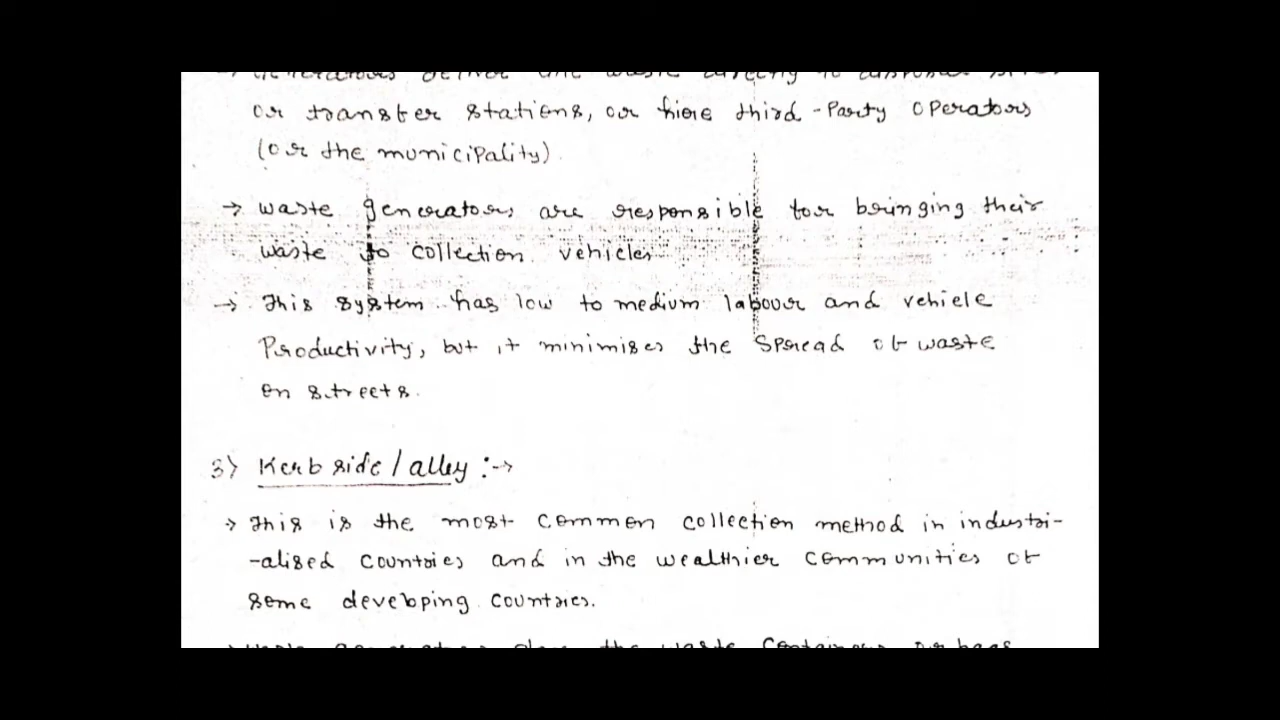 or transfer stations, or hire third-Party operators
(or the municipality).
→ waste generators are responsible for bringing their
waste to collection vehicles
→ This system has low to medium labour and vehicle
Productivity, but it minimises the spread of waste
on streets.
3) Kerb side / alley :→
→ This is the most common collection method in industri-
-alised countries and in the wealthier communities of
some developing countries.